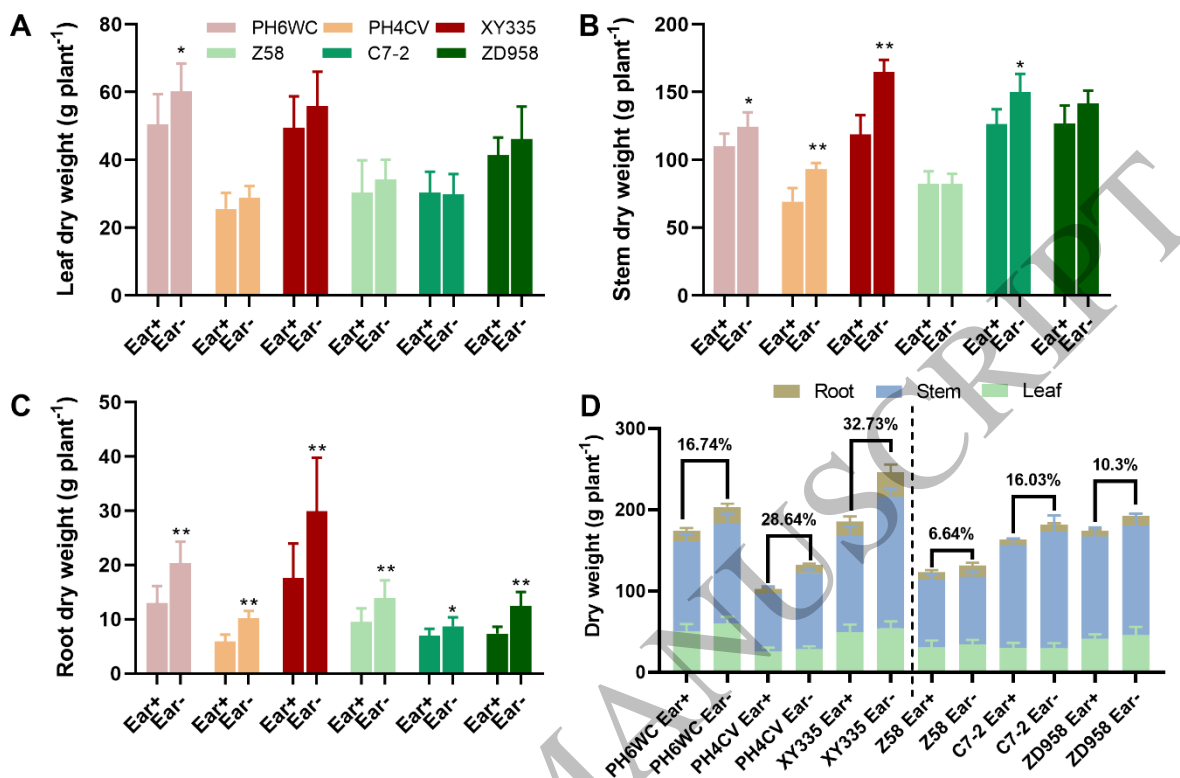 A
Leaf dry weight (g plant⁻¹)
80
60
40
20
0
PH6WC PH4CV XY335
Z58 C7-2 ZD958
*
Ear+ Ear- Ear+ Ear- Ear+ Ear- Ear+ Ear- Ear+ Ear- Ear+ Ear-
B
Stem dry weight (g plant⁻¹)
200
150
100
50
0
* ** ** *
Ear+ Ear- Ear+ Ear- Ear+ Ear- Ear+ Ear- Ear+ Ear- Ear+ Ear-
C
Root dry weight (g plant⁻¹)
50
40
30
20
10
0
** ** ** ** * **
Ear+ Ear- Ear+ Ear- Ear+ Ear- Ear+ Ear- Ear+ Ear- Ear+ Ear-
D
Root Stem Leaf
Dry weight (g plant⁻¹)
300
200
100
0
16.74%
28.64%
32.73%
6.64%
16.03%
10.3%
PH6WC Ear+
PH6WC Ear-
PH4CV Ear+
PH4CV Ear-
XY335 Ear+
XY335 Ear-
Z58 Ear+
Z58 Ear-
C7-2 Ear+
C7-2 Ear-
ZD958 Ear+
ZD958 Ear-
MANUSCRIPT